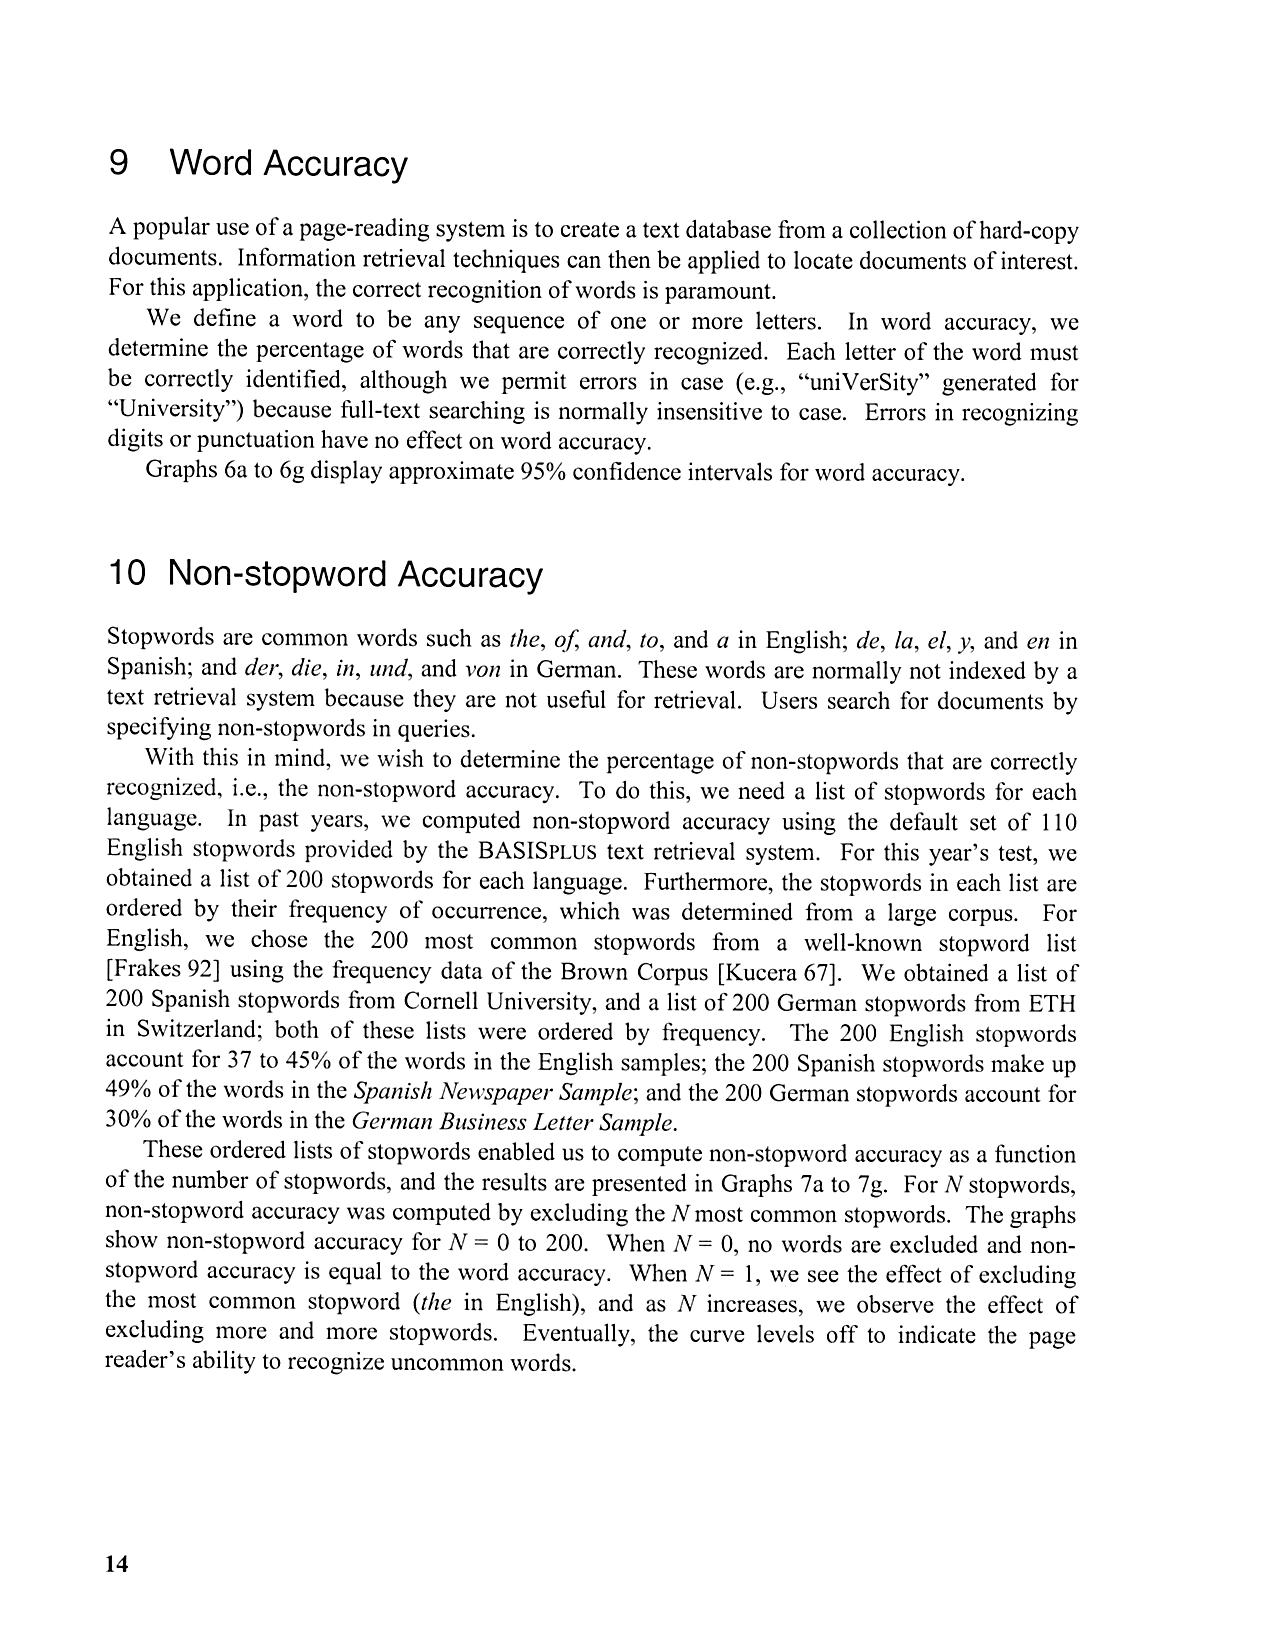 9 Word Accuracy
A popular use of a page-reading system is to create a text database from a collection of hard-copy
documents. Information retrieval techniques can then be applied to locate documents of interest.
For this application, the correct recognition of words is paramount.
We define a word to be any sequence of one or more letters. In word accuracy, we
determine the percentage of words that are correctly recognized. Each letter of the word must
be correctly identified, although we permit errors in case (e.g., “uniVerSity” generated for
“University”) because full-text searching is normally insensitive to case. Errors in recognizing
digits or punctuation have no effect on word accuracy.
Graphs 6a to 6g display approximate 95% confidence intervals for word accuracy.
10 Non-stopword Accuracy
Stopwords are common words such as the, of, and, to, and a in English; de, la, el, y, and en in
Spanish; and der, die, in, und, and von in German. These words are normally not indexed by a
text retrieval system because they are not useful for retrieval. Users search for documents by
specifying non-stopwords in queries.
With this in mind, we wish to determine the percentage of non-stopwords that are correctly
recognized, i.e., the non-stopword accuracy. To do this, we need a list of stopwords for each
language. In past years, we computed non-stopword accuracy using the default set of 110
English stopwords provided by the BASISPLUS text retrieval system. For this year’s test, we
obtained a list of 200 stopwords for each language. Furthermore, the stopwords in each list are
ordered by their frequency of occurrence, which was determined from a large corpus. For
English, we chose the 200 most common stopwords from a well-known stopword list
[Frakes 92] using the frequency data of the Brown Corpus [Kucera 67]. We obtained a list of
200 Spanish stopwords from Cornell University, and a list of 200 German stopwords from ETH
in Switzerland; both of these lists were ordered by frequency. The 200 English stopwords
account for 37 to 45% of the words in the English samples; the 200 Spanish stopwords make up
49% of the words in the Spanish Newspaper Sample; and the 200 German stopwords account for
30% of the words in the German Business Letter Sample.
These ordered lists of stopwords enabled us to compute non-stopword accuracy as a function
of the number of stopwords, and the results are presented in Graphs 7a to 7g. For N stopwords,
non-stopword accuracy was computed by excluding the N most common stopwords. The graphs
show non-stopword accuracy for N = 0 to 200. When N = 0, no words are excluded and non-
stopword accuracy is equal to the word accuracy. When N = 1, we see the effect of excluding
the most common stopword (the in English), and as N increases, we observe the effect of
excluding more and more stopwords. Eventually, the curve levels off to indicate the page
reader’s ability to recognize uncommon words.
14